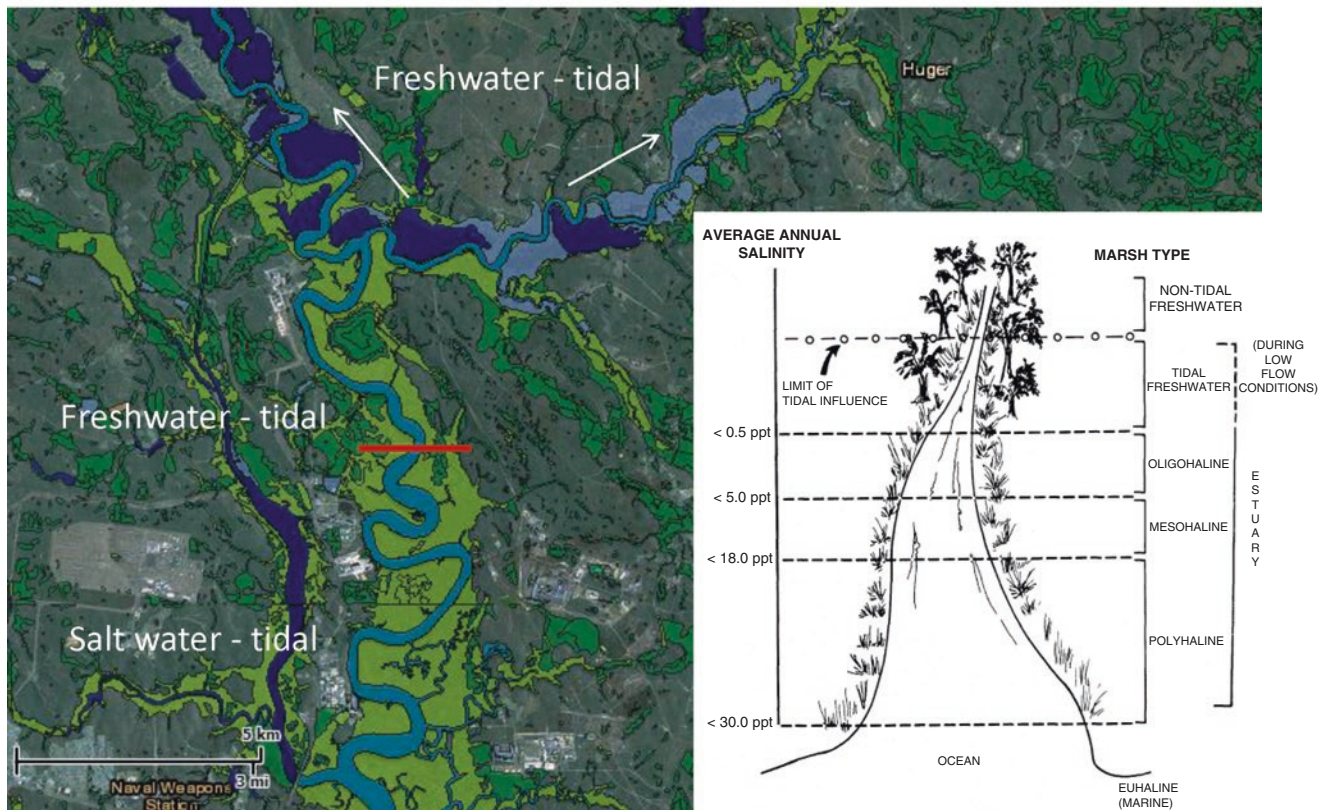 Freshwater - tidal
Huger
Freshwater - tidal
Salt water - tidal
5 km
3 mi
Naval Weapons
Station
AVERAGE ANNUAL
SALINITY
MARSH TYPE
NON-TIDAL
FRESHWATER
LIMIT OF
TIDAL INFLUENCE
TIDAL
FRESHWATER
(DURING
LOW
FLOW
CONDITIONS)
< 0.5 ppt
OLIGOHALINE
< 5.0 ppt
MESOHALINE
< 18.0 ppt
POLYHALINE
ESTUARY
< 30.0 ppt
OCEAN
EUHALINE
(MARINE)